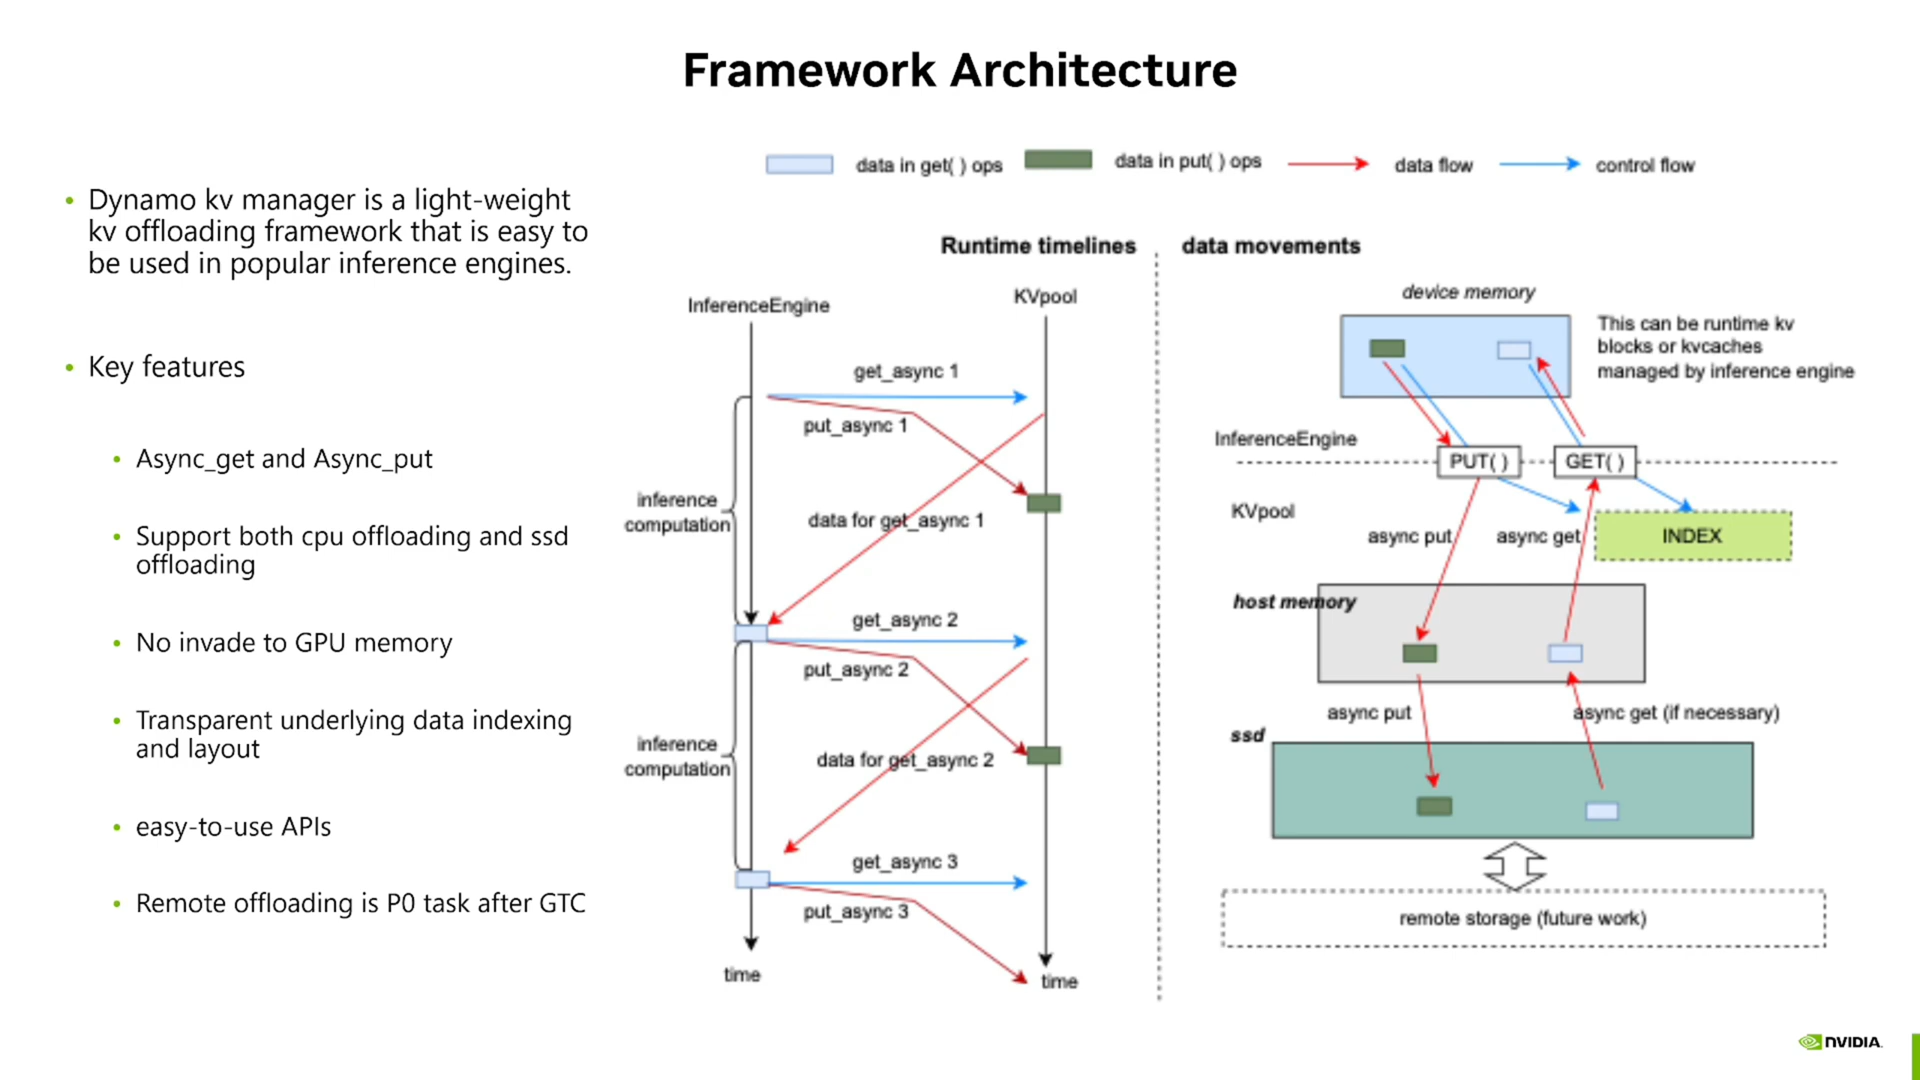 Framework Architecture
• Dynamo kv manager is a light-weight
kv offloading framework that is easy to
be used in popular inference engines.
• Key features
• Async_get and Async_put
• Support both cpu offloading and ssd
offloading
• No invade to GPU memory
• Transparent underlying data indexing
and layout
• easy-to-use APIs
• Remote offloading is P0 task after GTC
data in get( ) ops
data in put( ) ops
data flow
control flow
Runtime timelines
InferenceEngine
KVpool
get_async 1
put_async 1
inference
computation
data for get_async 1
get_async 2
put_async 2
inference
computation
data for get_async 2
get_async 3
put_async 3
time
time
data movements
device memory
This can be runtime kv
blocks or kvcaches
managed by inference engine
InferenceEngine
PUT( )
GET( )
KVpool
async put
async get
INDEX
host memory
async put
async get (if necessary)
ssd
remote storage (future work)
NVIDIA.